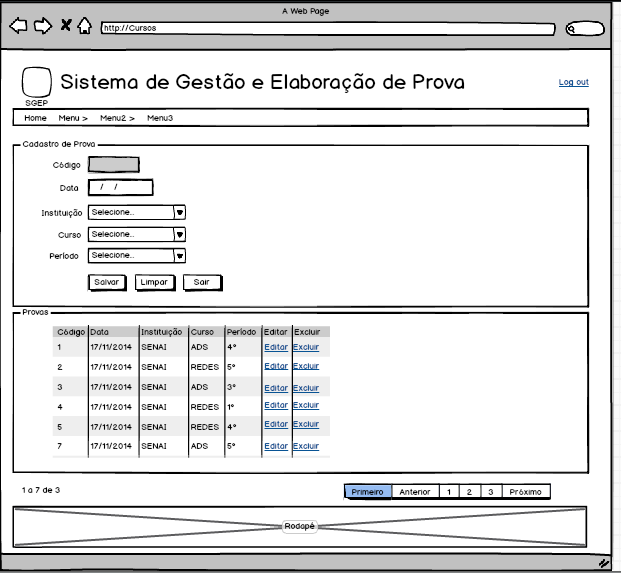 A Web Page
http://Cursos
Sistema de Gestão e Elaboração de Prova
Log out
SGEP
Home Menu > Menu2 > Menu3
Cadastro de Prova
Código
Data / /
Instituição Selecione..
Curso Selecione..
Período Selecione..
Salvar Limpar Sair
Provas
Código Data Instituição Curso Período Editar Excluir
1 17/11/2014 SENAI ADS 4° Editar Excluir
2 17/11/2014 SENAI REDES 5° Editar Excluir
3 17/11/2014 SENAI ADS 3° Editar Excluir
4 17/11/2014 SENAI REDES 1° Editar Excluir
5 17/11/2014 SENAI REDES 4° Editar Excluir
7 17/11/2014 SENAI ADS 5° Editar Excluir
1 a 7 de 3
Primeiro Anterior 1 2 3 Próximo
Rodapé